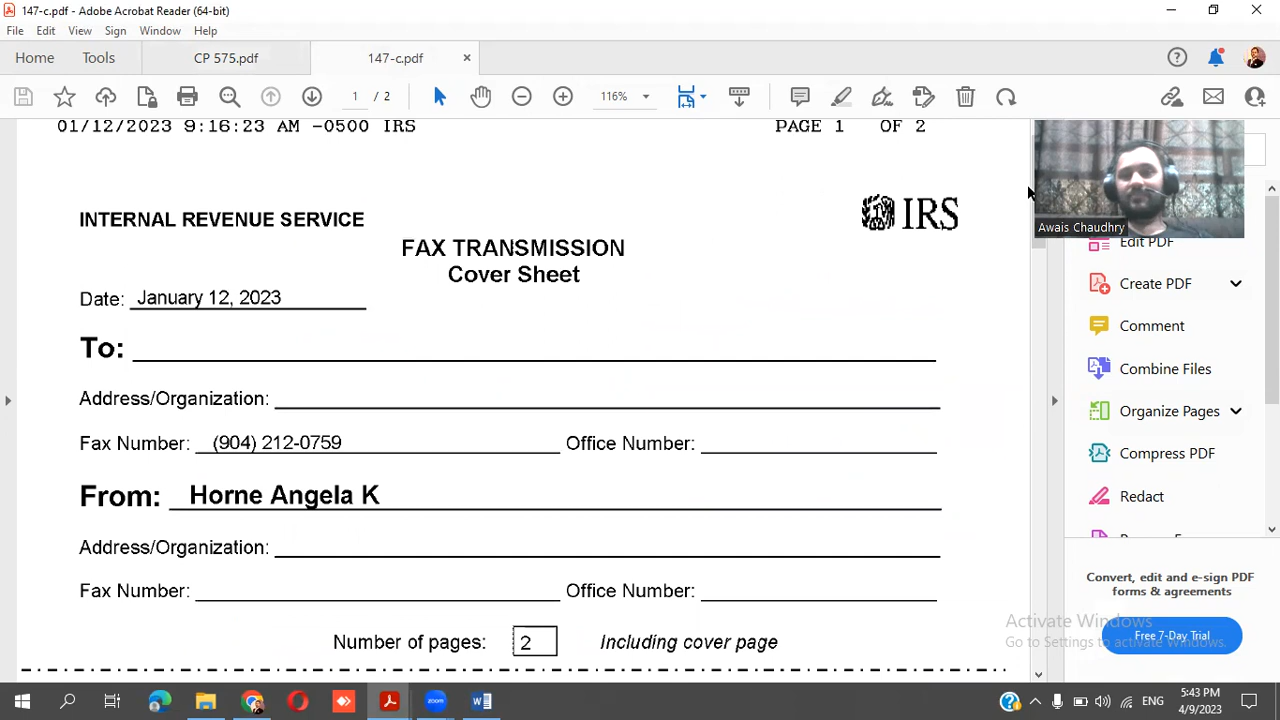 147-c.pdf - Adobe Acrobat Reader (64-bit)
File Edit View Sign Window Help
Home Tools CP 575.pdf 147-c.pdf
1 / 2 116%
01/12/2023 9:16:23 AM -0500 IRS PAGE 1 OF 2
INTERNAL REVENUE SERVICE IRS
FAX TRANSMISSION
Cover Sheet
Date: January 12, 2023
To:
Address/Organization:
Fax Number: (904) 212-0759 Office Number:
From: Horne Angela K
Address/Organization:
Fax Number: Office Number:
Number of pages: 2 Including cover page
Awais Chaudhry
Edit PDF
Create PDF
Comment
Combine Files
Organize Pages
Compress PDF
Redact
Convert, edit and e-sign PDF
forms & agreements
Free 7-Day Trial
Activate Windows
Go to Settings to activate Windows.
zoom
ENG
5:43 PM
4/9/2023